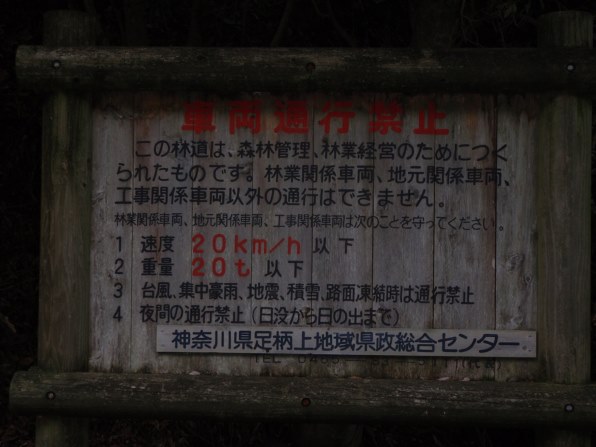 車両通行禁止
この林道は、森林管理、林業経営のためにつく
られたものです。林業関係車両、地元関係車両、
工事関係車両以外の通行はできません。
林業関係車両、地元関係車両、工事関係車両は次のことを守ってください。
1 速度 20km/h 以下
2 重量 20t 以下
3 台風、集中豪雨、地震、積雪、路面凍結時は通行禁止
4 夜間の通行禁止(日没から日の出まで)
神奈川県足柄上地域県政総合センター
TEL